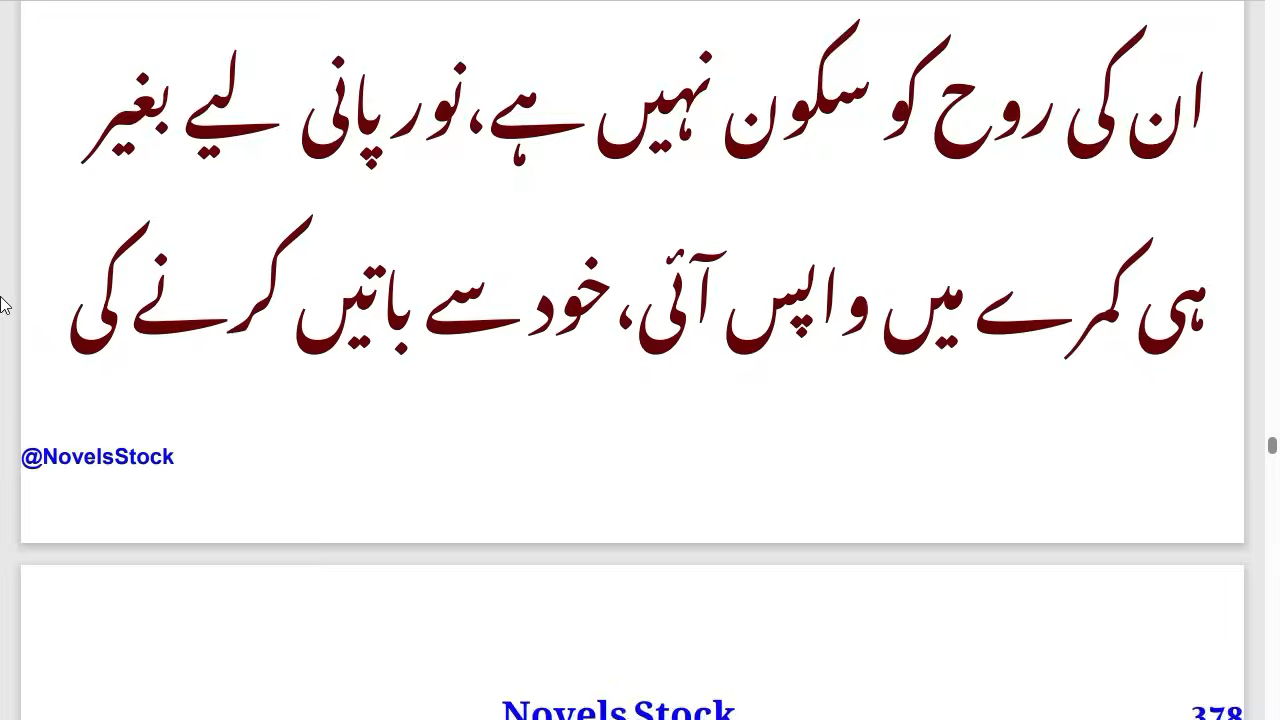 ان کی روح کو سکون نہیں ہے،نور پانی لیے بغیر
ہی کمرے میں واپس آئی، خود سے باتیں کرنے کی
@NovelsStock
Novels Stock 378